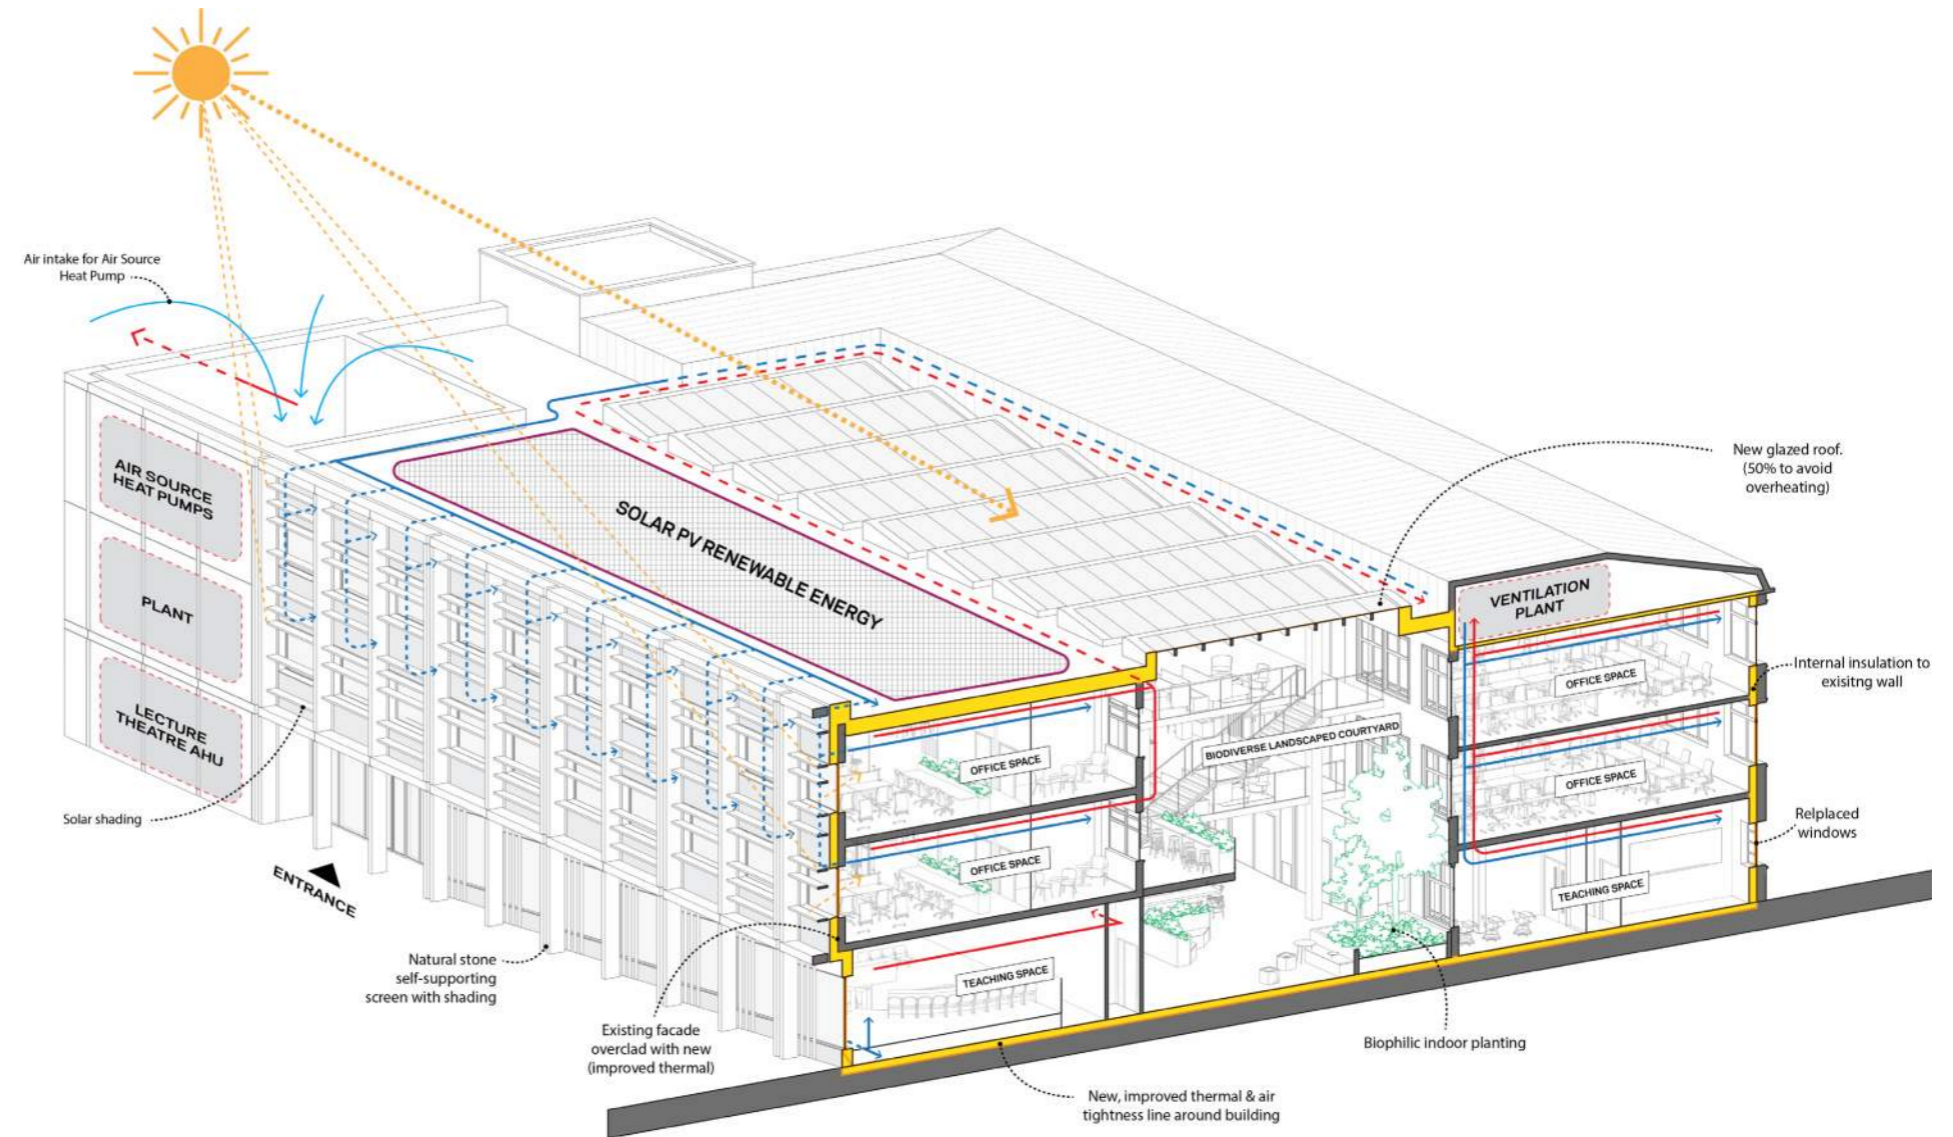 Air intake for Air Source
Heat Pump
AIR SOURCE
HEAT PUMPS
PLANT
LECTURE
THEATRE AHU
Solar shading
ENTRANCE
Natural stone
self-supporting
screen with shading
Existing facade
overclad with new
(improved thermal)
New, improved thermal & air
tightness line around building
Biophilic indoor planting
SOLAR PV RENEWABLE ENERGY
New glazed roof.
(50% to avoid
overheating)
VENTILATION
PLANT
Internal insulation to
exisitng wall
Relplaced
windows
OFFICE SPACE
OFFICE SPACE
TEACHING SPACE
BIODIVERSE LANDSCAPED COURTYARD
OFFICE SPACE
OFFICE SPACE
TEACHING SPACE